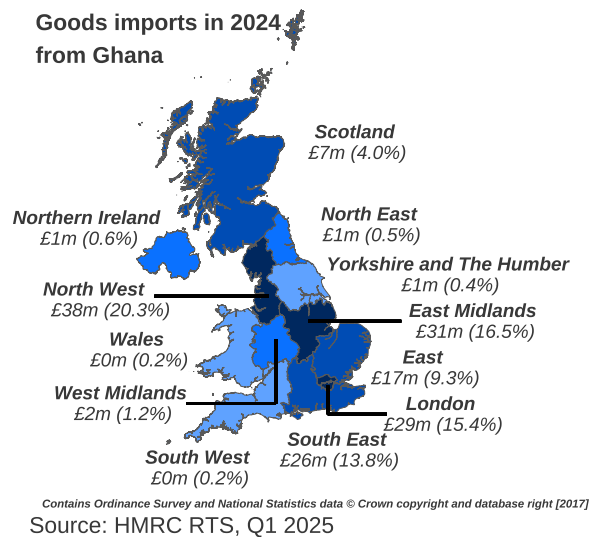 Goods imports in 2024
from Ghana
Scotland
£7m (4.0%)
Northern Ireland
£1m (0.6%)
North East
£1m (0.5%)
Yorkshire and The Humber
£1m (0.4%)
North West
£38m (20.3%)
East Midlands
£31m (16.5%)
Wales
£0m (0.2%)
East
£17m (9.3%)
West Midlands
£2m (1.2%)
London
£29m (15.4%)
South East
£26m (13.8%)
South West
£0m (0.2%)
Contains Ordinance Survey and National Statistics data © Crown copyright and database right [2017]
Source: HMRC RTS, Q1 2025